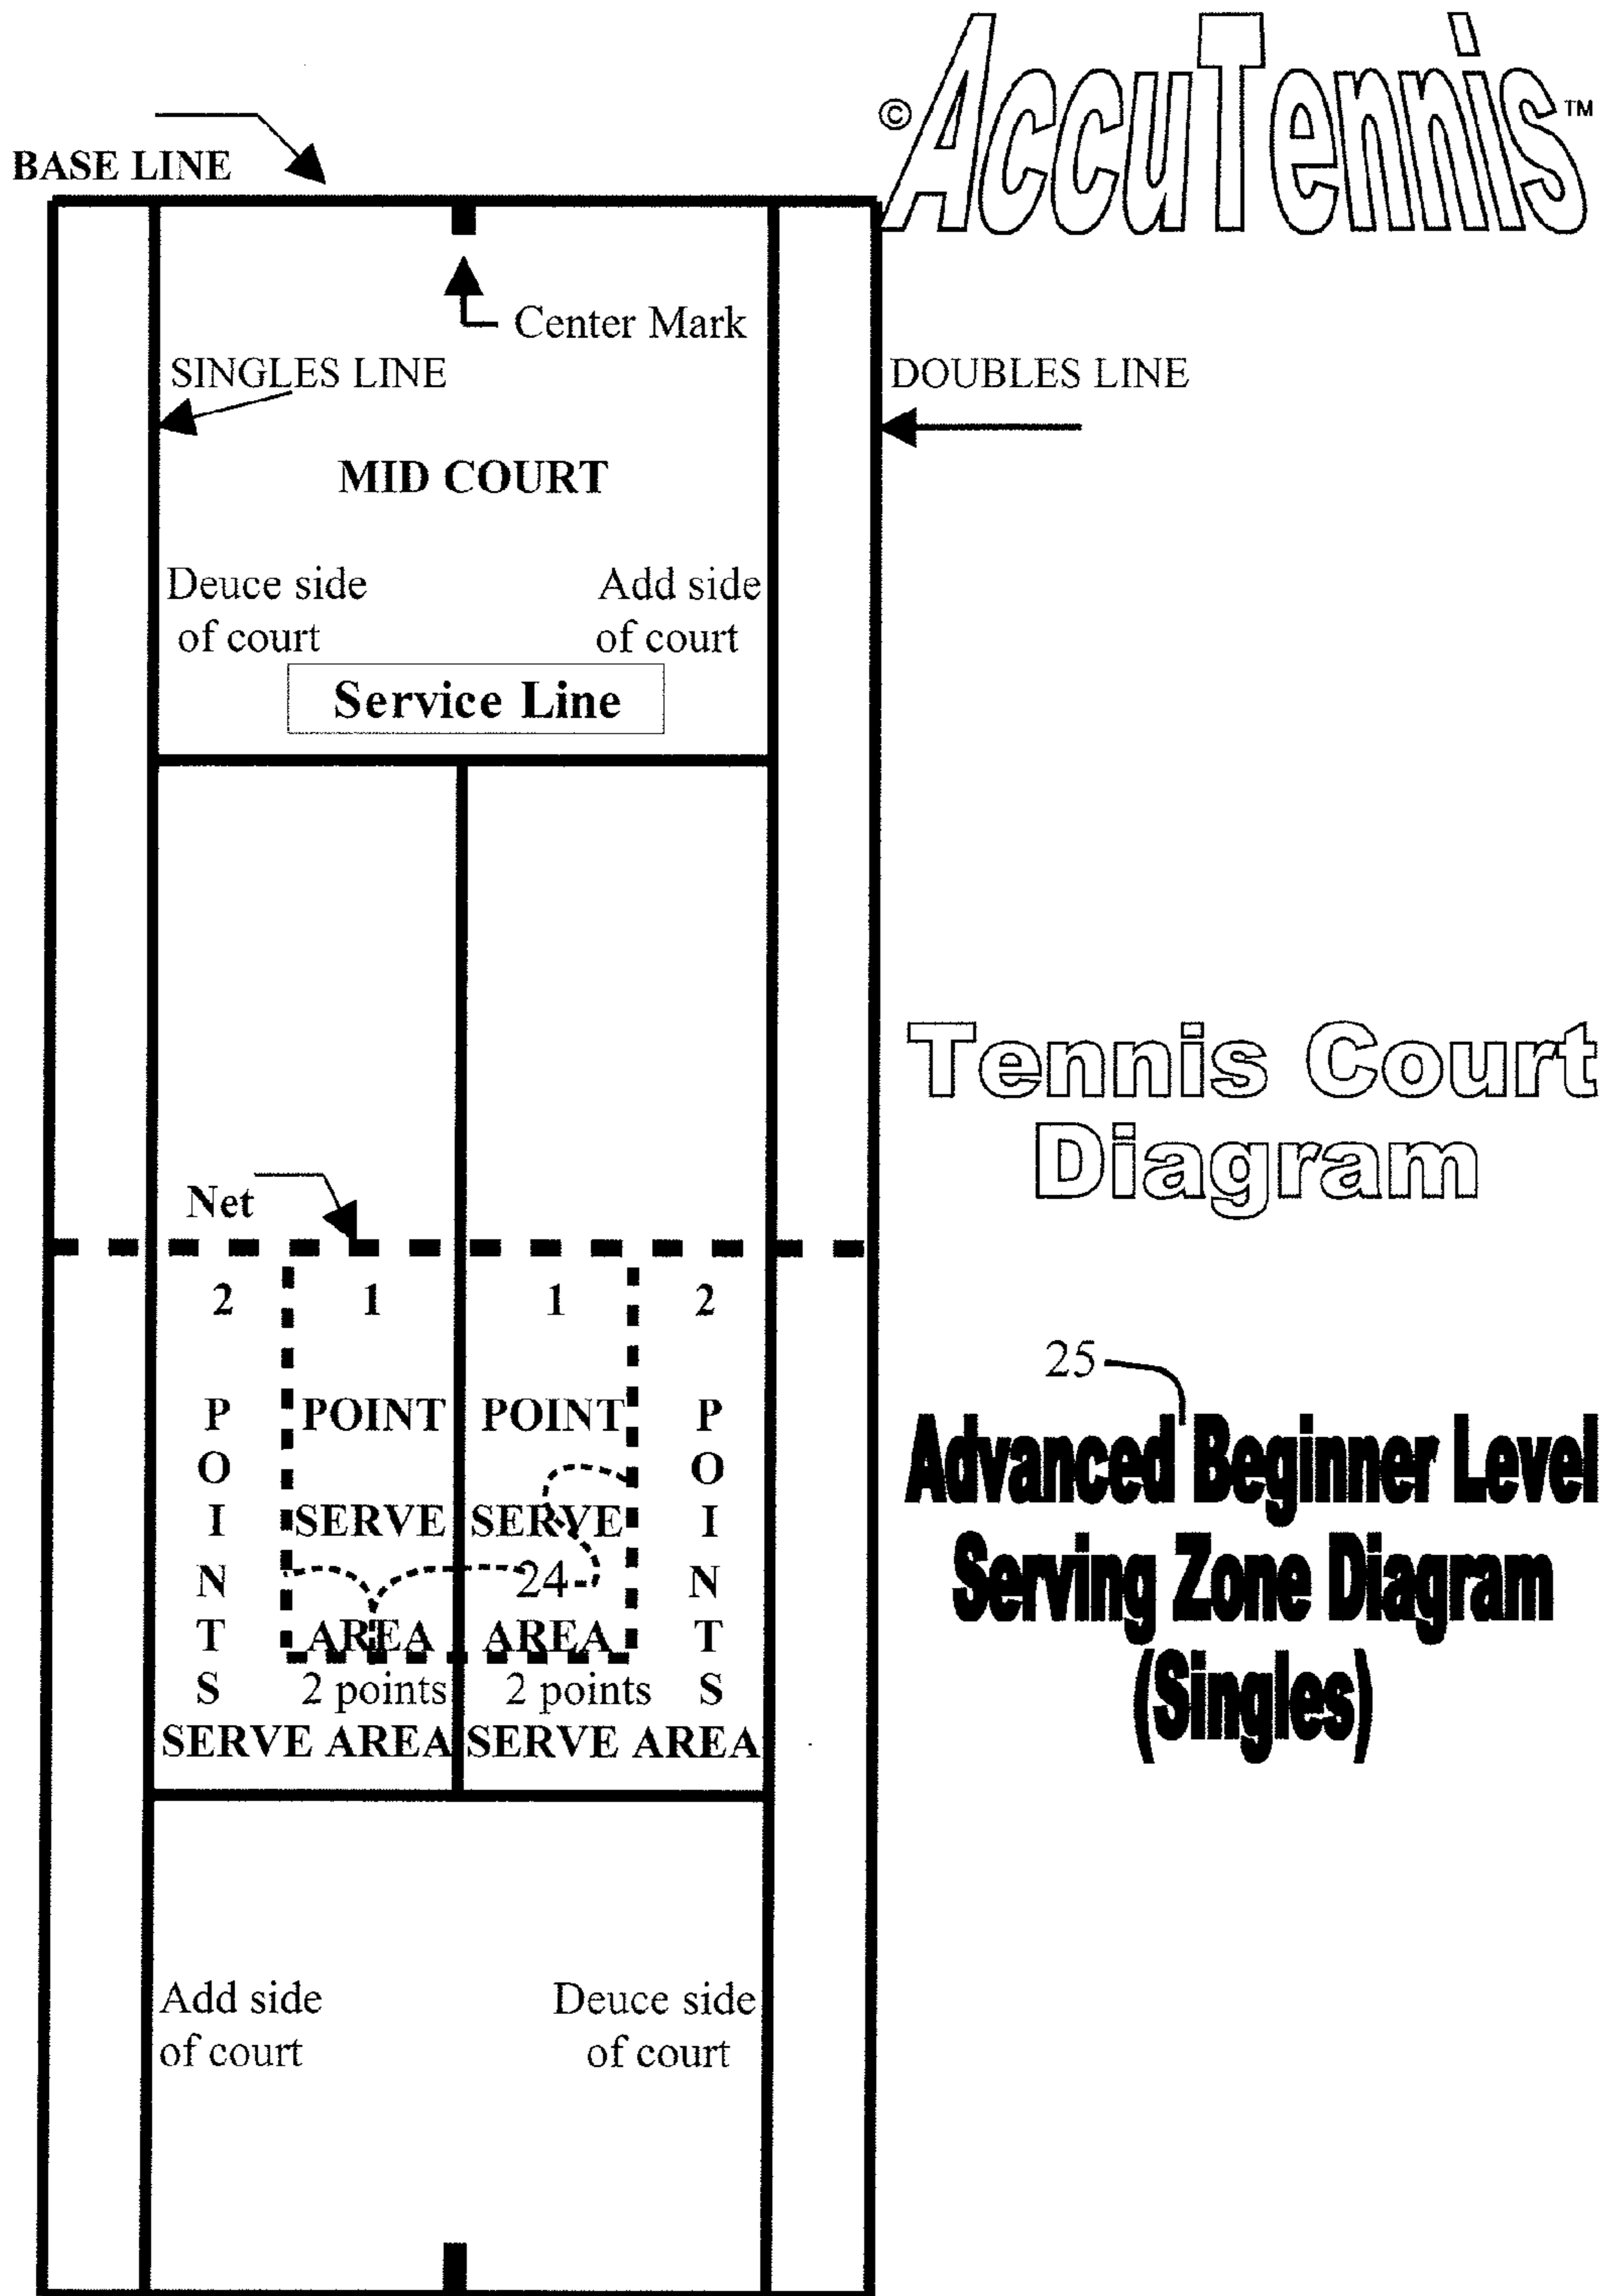 ©AccuTennis™
BASE LINE
Center Mark
SINGLES LINE
DOUBLES LINE
MID COURT
Deuce side
of court
Add side
of court
Service Line
Tennis Court
Diagram
Net
2 1 1 2
25
Advanced Beginner Level
Serving Zone Diagram
(Singles)
POINTS
POINT
SERVE
AREA
POINT
SERVE
24
AREA
POINTS
2 points
2 points
SERVE AREA
SERVE AREA
Add side
of court
Deuce side
of court